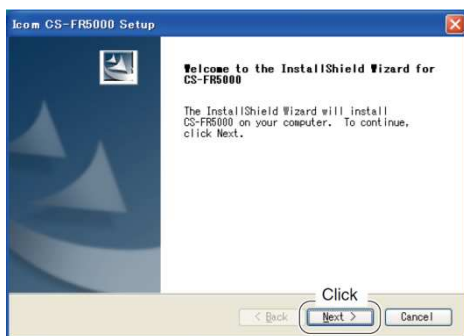 Icom CS-FR5000 Setup
Welcome to the InstallShield Wizard for
CS-FR5000
The InstallShield Wizard will install
CS-FR5000 on your computer. To continue,
click Next.
Click
< Back
Next >
Cancel